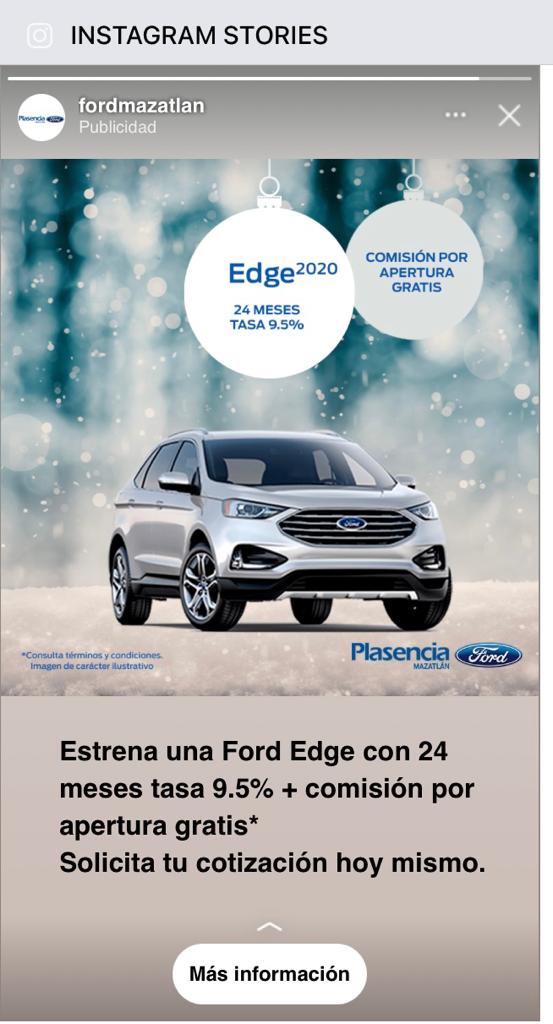 INSTAGRAM STORIES
Plasencia Ford
fordmazatlan
Publicidad
Edge2020
24 MESES
TASA 9.5%
COMISIÓN POR
APERTURA
GRATIS
Ford
*Consulta términos y condiciones.
Imagen de carácter ilustrativo
Plasencia Ford
MAZATLÁN
Estrena una Ford Edge con 24
meses tasa 9.5% + comisión por
apertura gratis*
Solicita tu cotización hoy mismo.
Más información